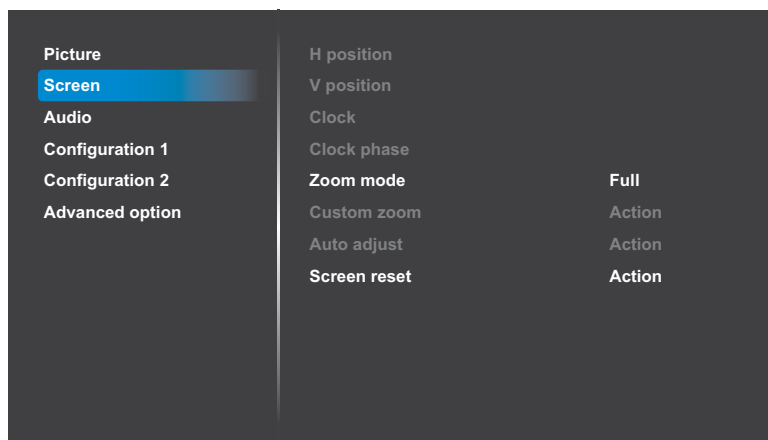 Picture
Screen
Audio
Configuration 1
Configuration 2
Advanced option
H position
V position
Clock
Clock phase
Zoom mode Full
Custom zoom Action
Auto adjust Action
Screen reset Action